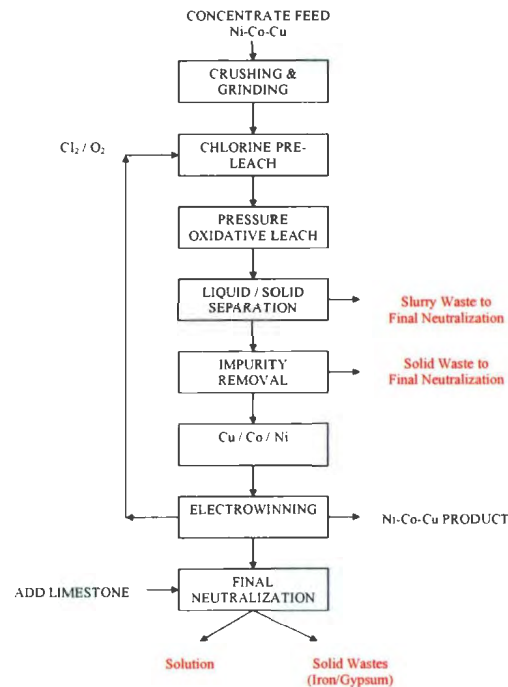 CONCENTRATE FEED
Ni-Co-Cu
CRUSHING &
GRINDING
Cl₂ / O₂
CHLORINE PRE-
LEACH
PRESSURE
OXIDATIVE LEACH
LIQUID / SOLID
SEPARATION
Slurry Waste to
Final Neutralization
IMPURITY
REMOVAL
Solid Waste to
Final Neutralization
Cu / Co / Ni
ELECTROWINNING
Ni-Co-Cu PRODUCT
ADD LIMESTONE
FINAL
NEUTRALIZATION
Solution
Solid Wastes
(Iron/Gypsum)